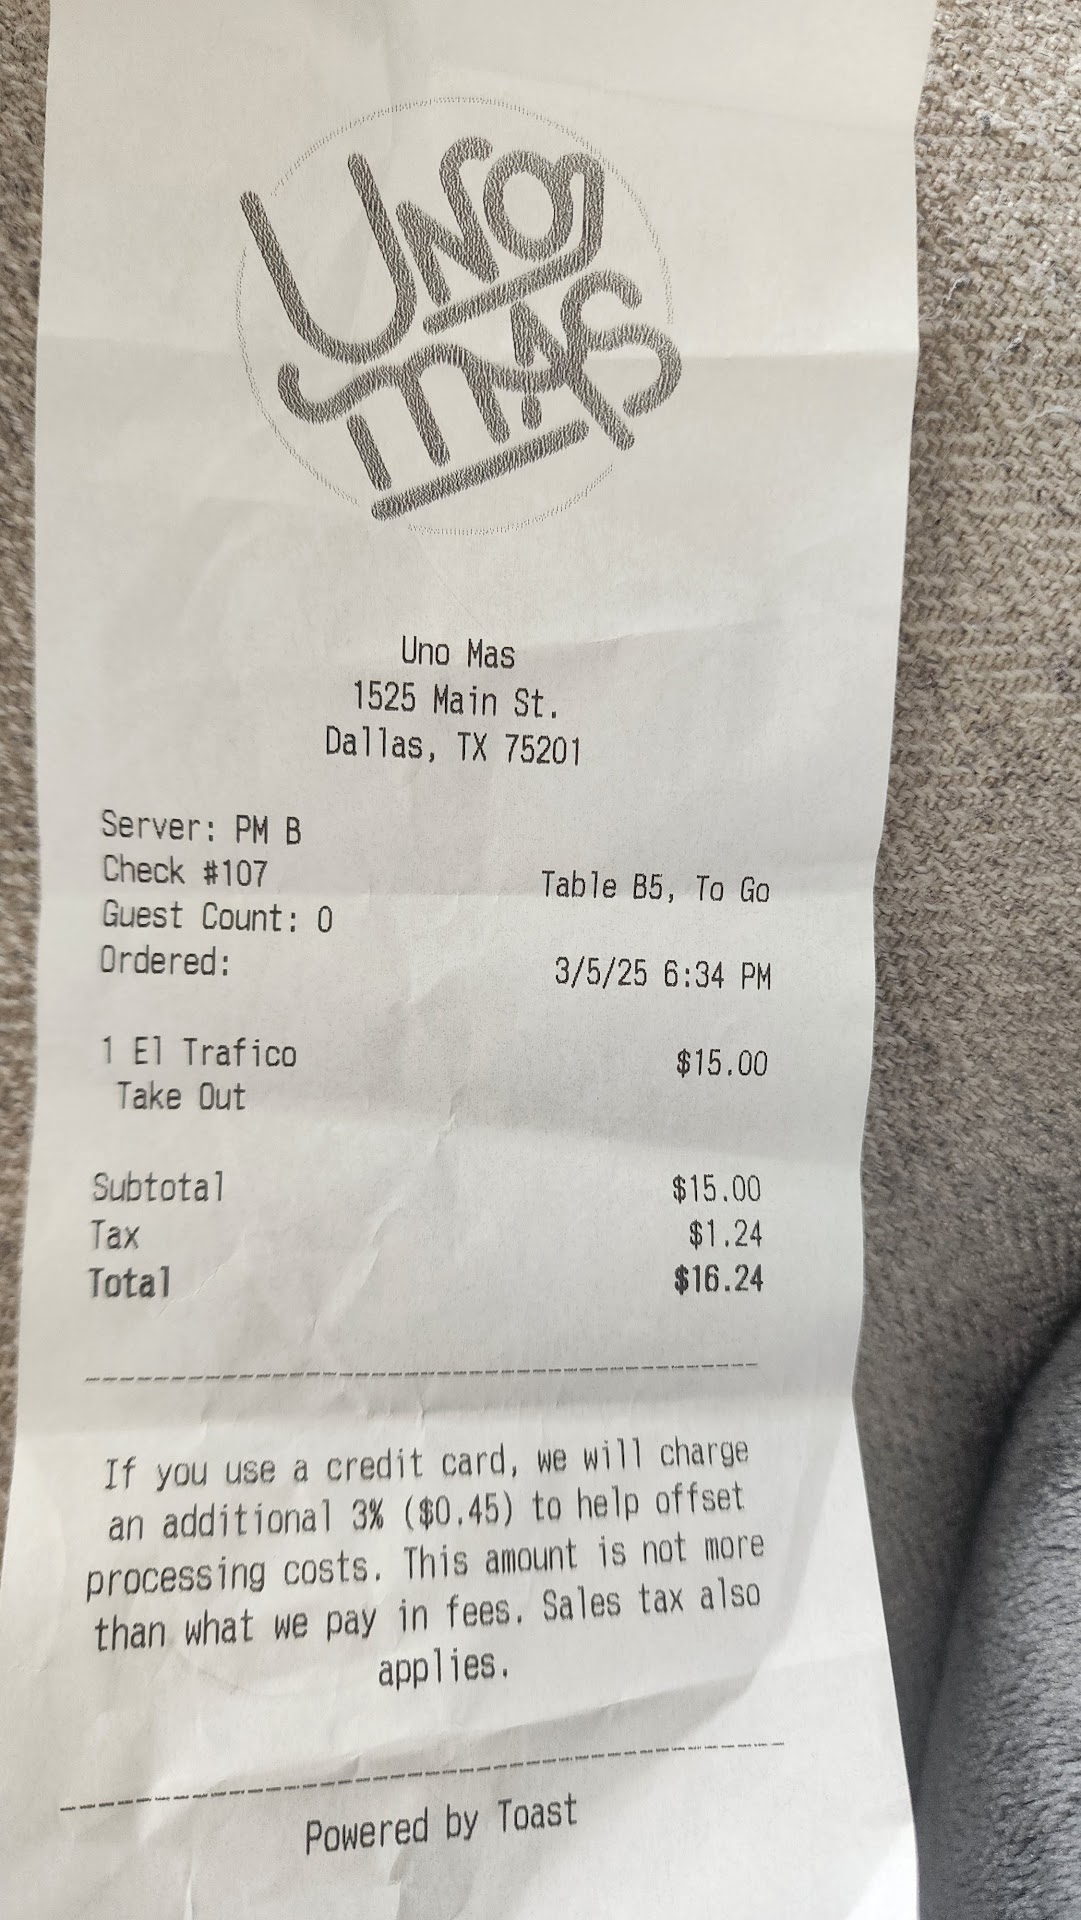 Uno
Mas
Uno Mas
1525 Main St.
Dallas, TX 75201
Server: PM B
Check #107 Table B5, To Go
Guest Count: 0
Ordered: 3/5/25 6:34 PM
1 El Trafico $15.00
Take Out
Subtotal $15.00
Tax $1.24
Total $16.24
If you use a credit card, we will charge
an additional 3% ($0.45) to help offset
processing costs. This amount is not more
than what we pay in fees. Sales tax also
applies.
Powered by Toast